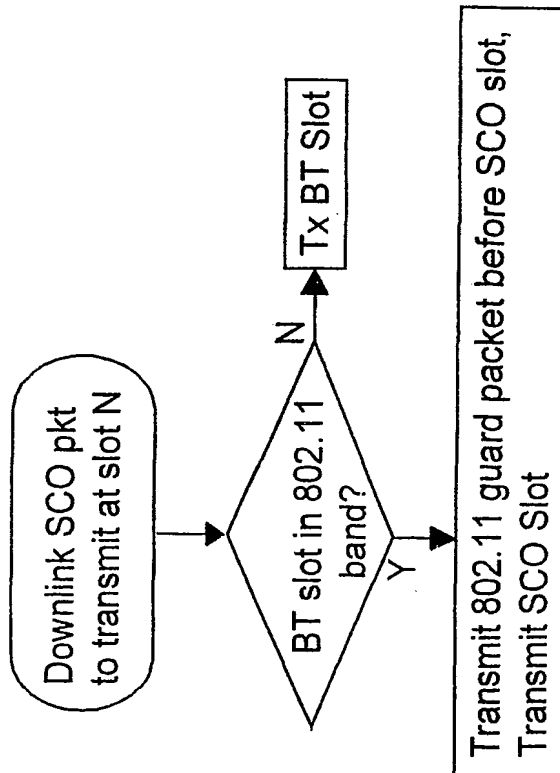 Downlink SCO pkt
to transmit at slot N
BT slot in 802.11
band?
N
Tx BT Slot
Y
Transmit 802.11 guard packet before SCO slot,
Transmit SCO Slot